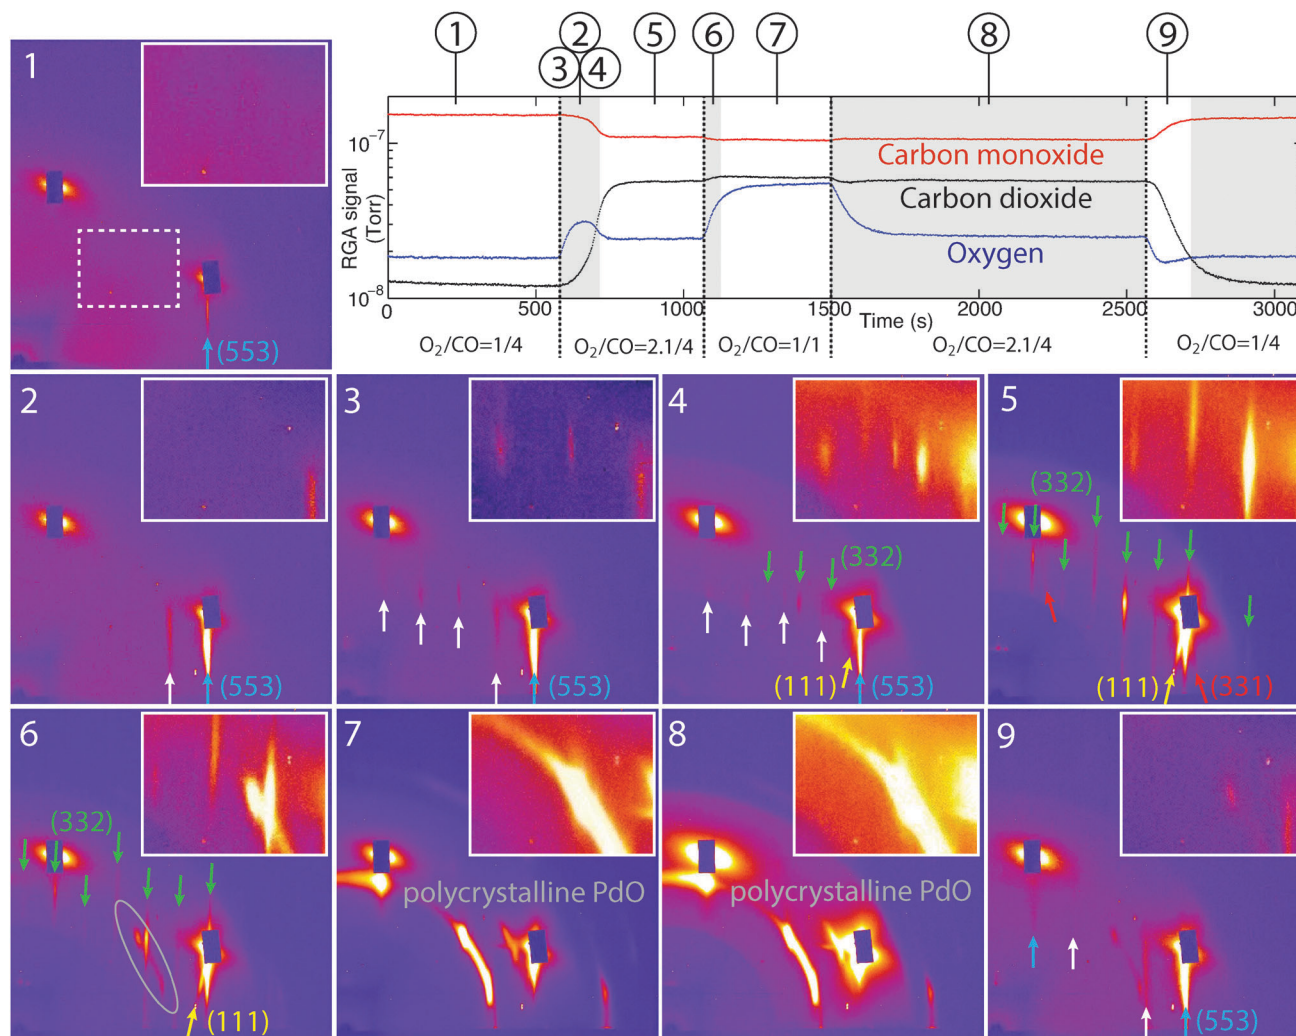 1 2 3 4 5 6 7 8 9
RGA signal
(Torr)
10⁻⁷
10⁻⁸
Carbon monoxide
Carbon dioxide
Oxygen
0 500 1000 1500 2000 2500 3000
Time (s)
O₂/CO=1/4 O₂/CO=2.1/4 O₂/CO=1/1 O₂/CO=2.1/4 O₂/CO=1/4
1
(553)
2
(553)
3
(553)
4
(332)
(111)
(553)
5
(332)
(111)
(331)
6
(332)
(111)
7
polycrystalline PdO
8
polycrystalline PdO
9
(553)